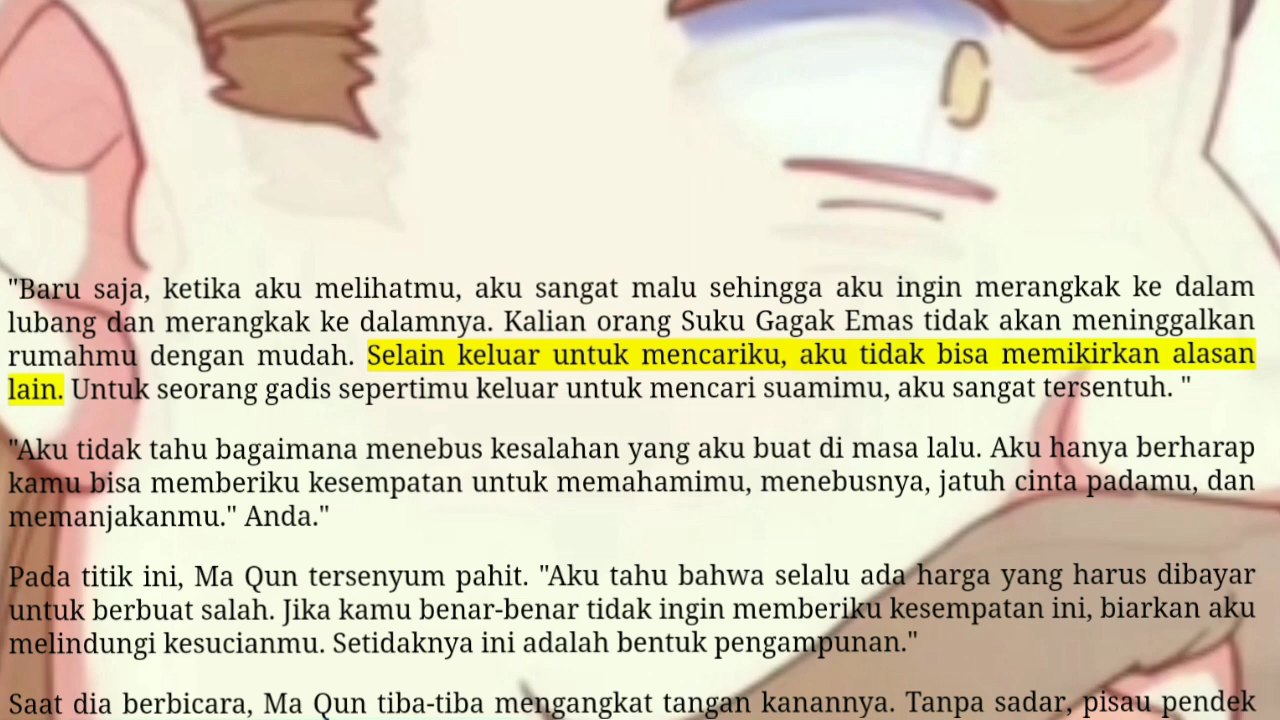 "Baru saja, ketika aku melihatmu, aku sangat malu sehingga aku ingin merangkak ke dalam
lubang dan merangkak ke dalamnya. Kalian orang Suku Gagak Emas tidak akan meninggalkan
rumahmu dengan mudah. Selain keluar untuk mencariku, aku tidak bisa memikirkan alasan
lain. Untuk seorang gadis sepertimu keluar untuk mencari suamimu, aku sangat tersentuh. "
"Aku tidak tahu bagaimana menebus kesalahan yang aku buat di masa lalu. Aku hanya berharap
kamu bisa memberiku kesempatan untuk memahamimu, menebusnya, jatuh cinta padamu, dan
memanjakanmu." Anda."
Pada titik ini, Ma Qun tersenyum pahit. "Aku tahu bahwa selalu ada harga yang harus dibayar
untuk berbuat salah. Jika kamu benar-benar tidak ingin memberiku kesempatan ini, biarkan aku
melindungi kesucianmu. Setidaknya ini adalah bentuk pengampunan."
Saat dia berbicara, Ma Qun tiba-tiba mengangkat tangan kanannya. Tanpa sadar, pisau pendek